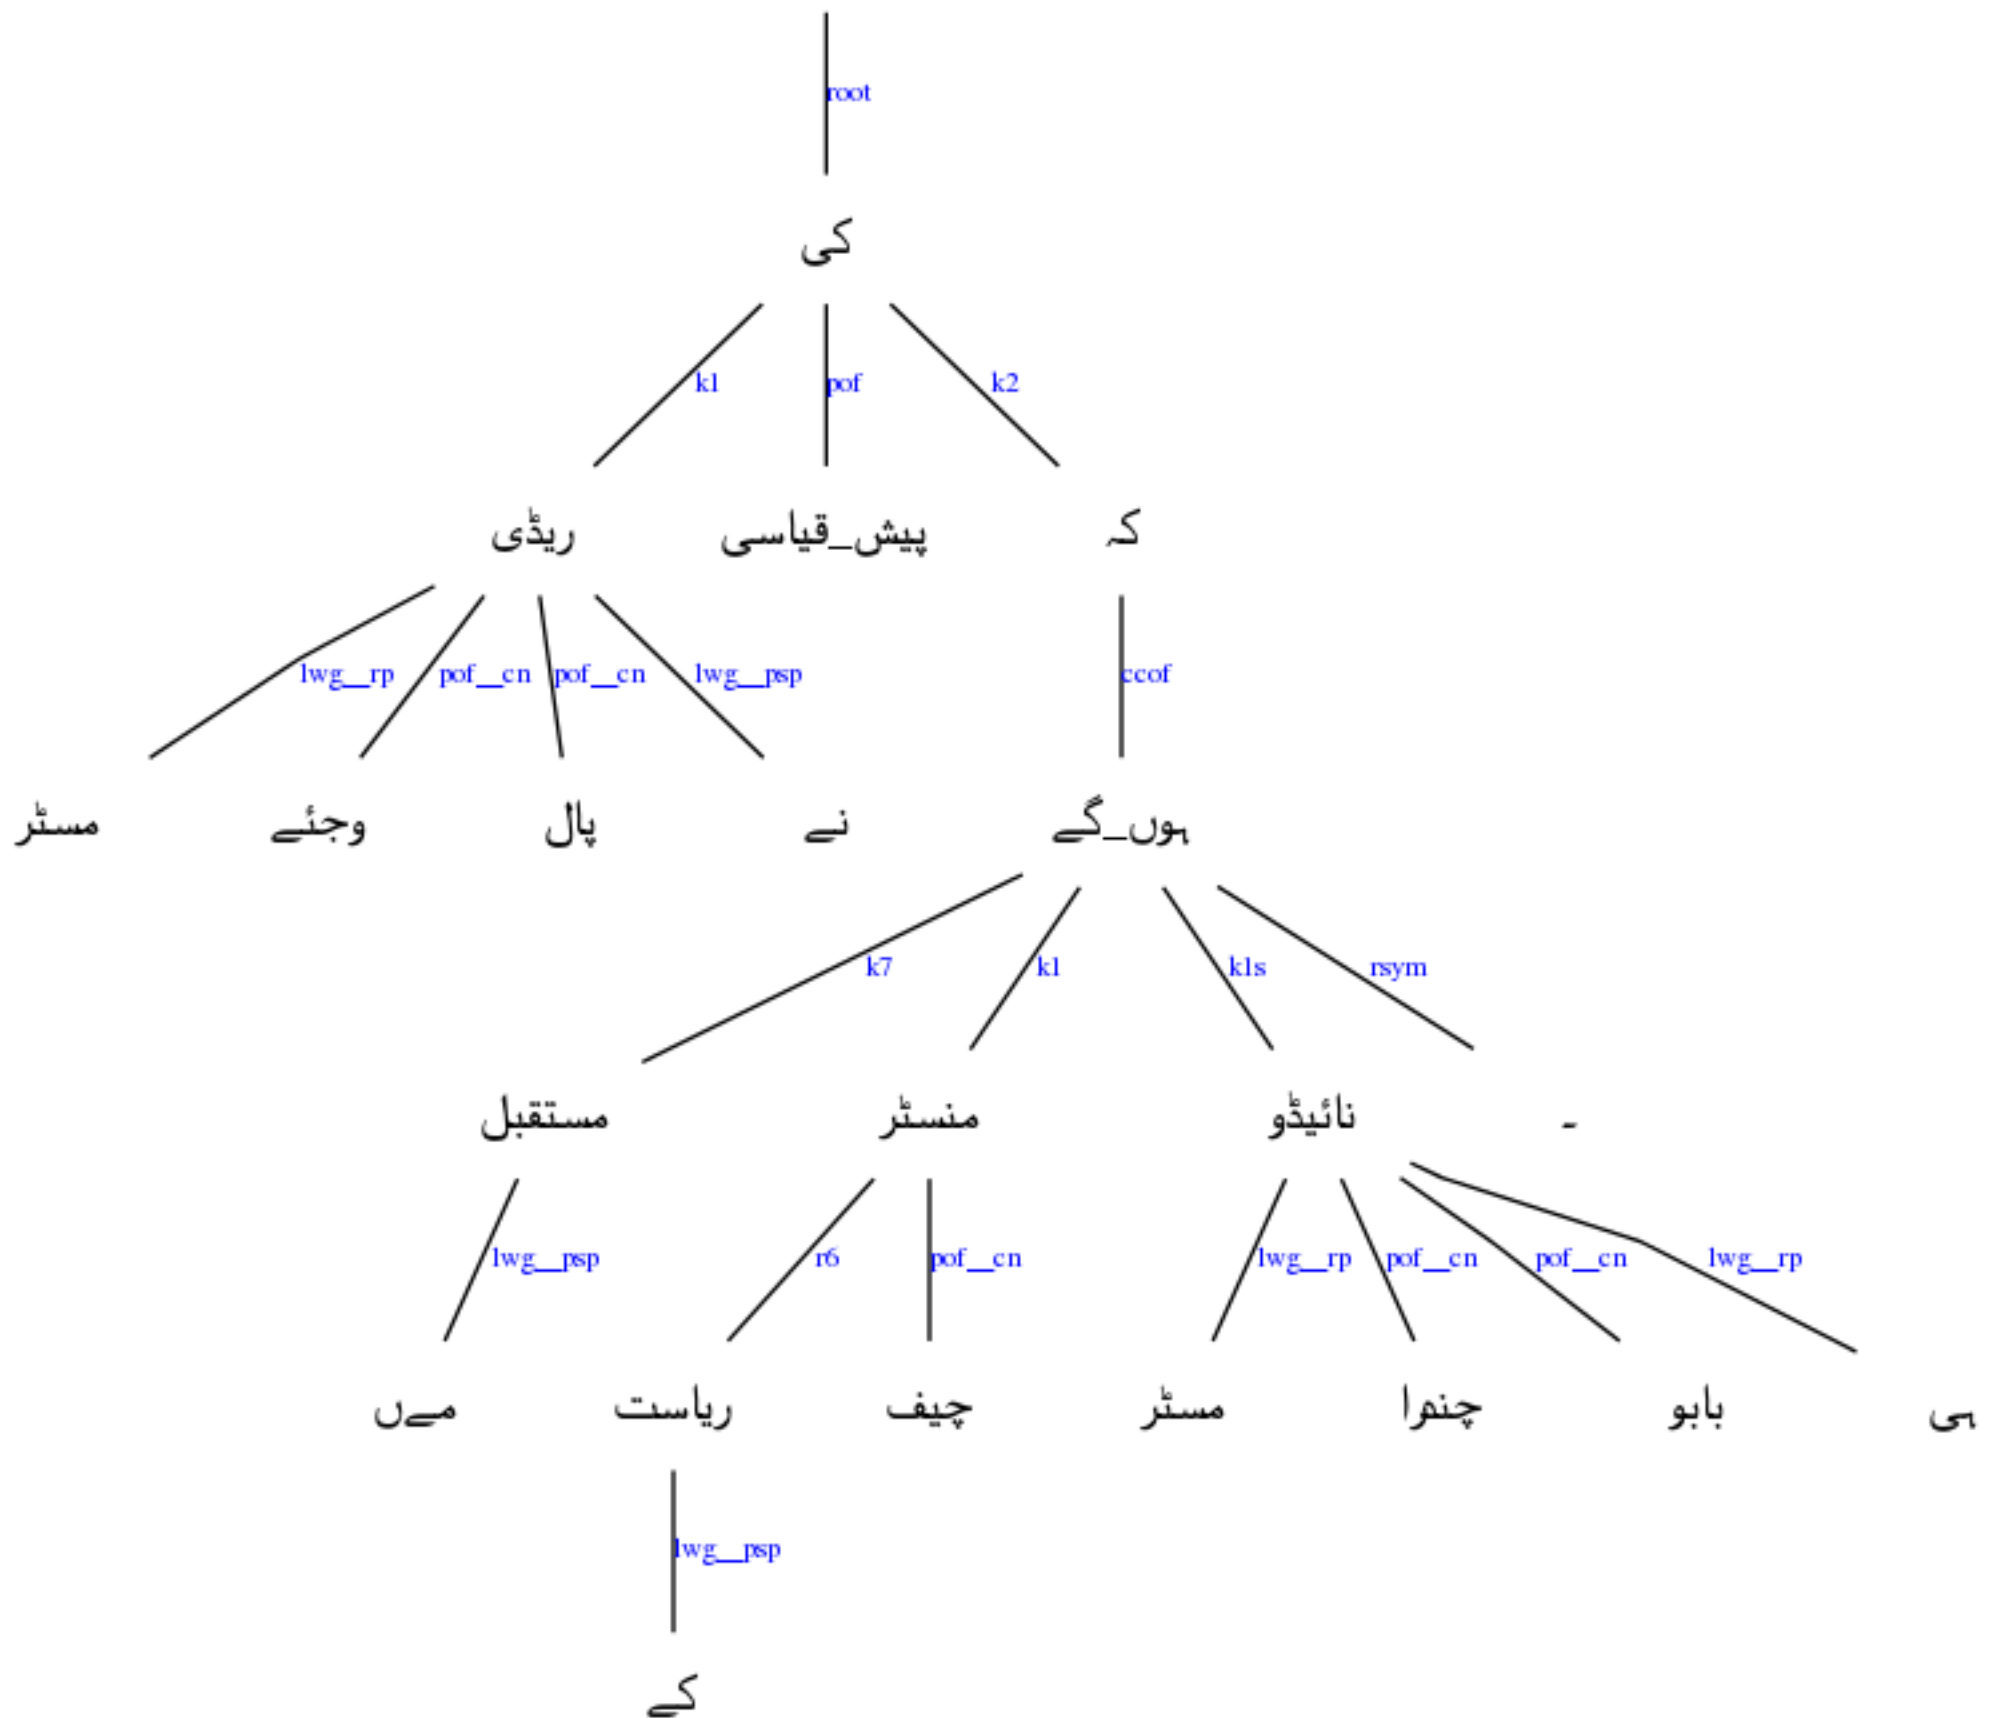 root
کی
k1 pof k2
ریڈی پیش_قیاسی کہ
lwg__rp pof__cn pof__cn lwg__psp ccof
مسٹر وجئے پال نے ہوں_گے
k7 k1 k1s rsym
مستقبل منسٹر نائیڈو ۔
lwg__psp r6 pof__cn lwg__rp pof__cn pof__cn lwg__rp
مےں ریاست چیف مسٹر بابو ہی
lwg__psp
کے